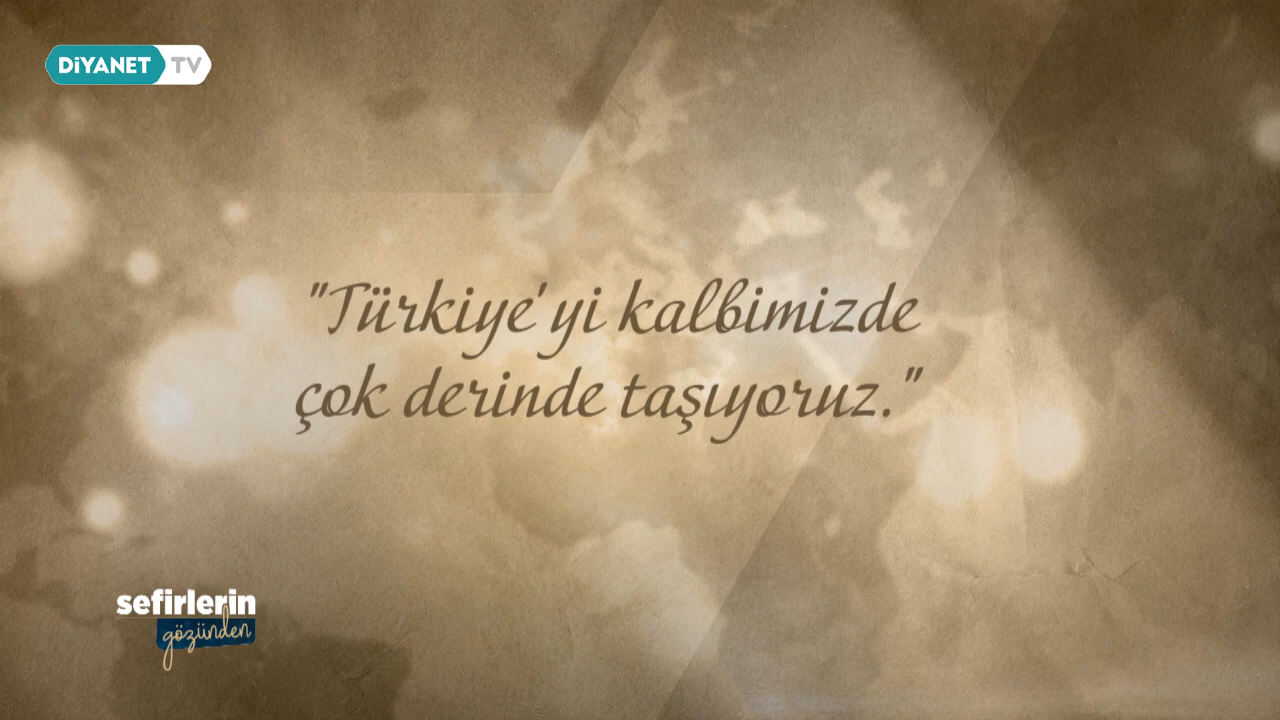 DİYANET TV
"Türkiye'yi kalbimizde
çok derinde taşıyoruz."
sefirlerin
gözünden